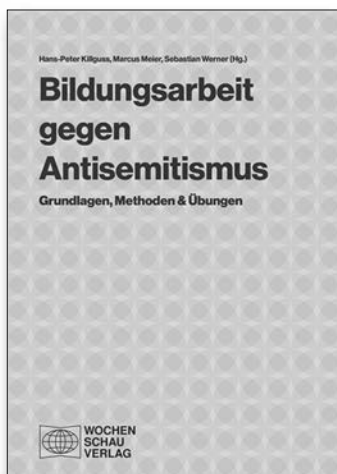 Hans-Peter Killguss, Marcus Meier, Sebastian Werner (Hg.)
Bildungsarbeit
gegen
Antisemitismus
Grundlagen, Methoden & Übungen
WOCHEN
SCHAU
VERLAG